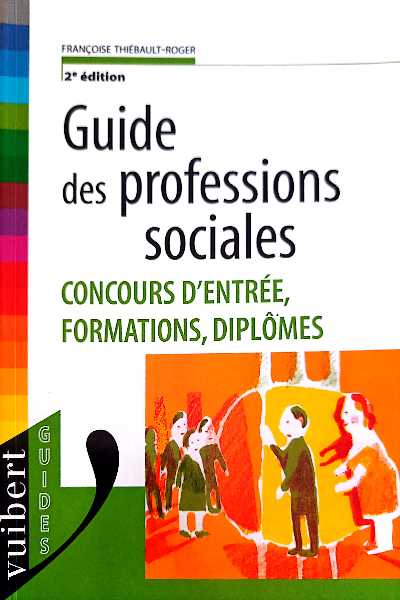 FRANÇOISE THIÉBAULT-ROGER
2e édition
Guide
des professions
sociales
CONCOURS D'ENTRÉE,
FORMATIONS, DIPLÔMES
GUIDES
vuibert